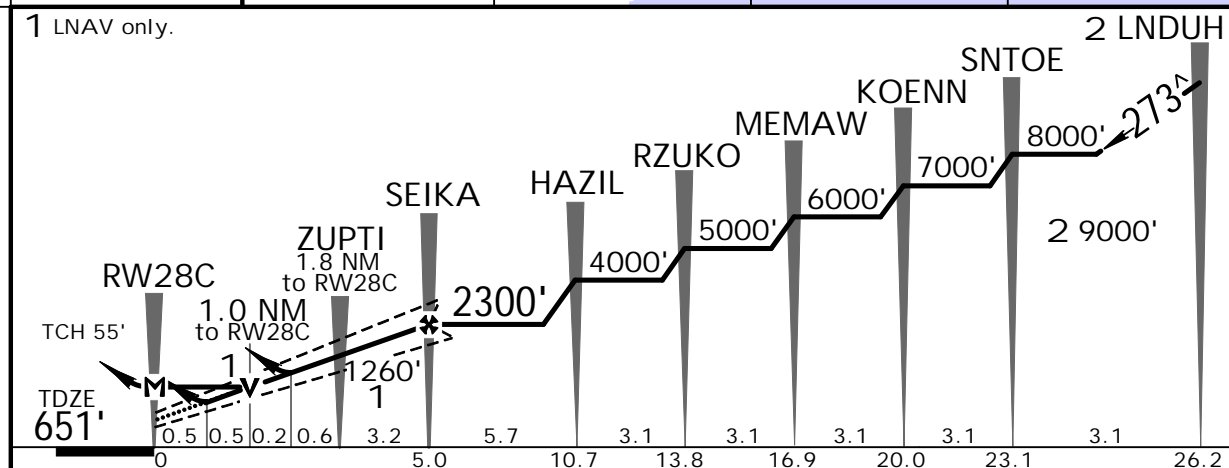 1 LNAV only.
2 LNDUH
SNTOE
KOENN
273^
MEMAW
8000'
RZUKO
7000'
HAZIL
6000'
SEIKA
5000'
2 9000'
ZUPTI
1.8 NM
to RW28C
4000'
RW28C
2300'
1.0 NM
to RW28C
TCH 55'
1
M
V
1260'
1
TDZE
651'
0.5 0.5 0.2 0.6 3.2 5.7 3.1 3.1 3.1 3.1 3.1
0 5.0 10.7 13.8 16.9 20.0 23.1 26.2